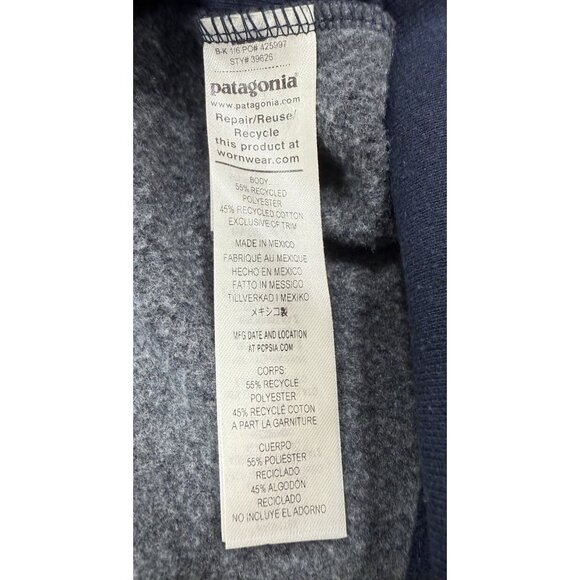 B-K 1/6 PO# 425997
STY# 39626
patagonia
www.patagonia.com
Repair/Reuse/
Recycle
this product at
wornwear.com
BODY
55% RECYCLED
POLYESTER
45% RECYCLED COTTON
EXCLUSIVE OF TRIM
MADE IN MEXICO
FABRIQUÉ AU MEXIQUE
HECHO EN MEXICO
FATTO IN MESSICO
TILLVERKAD I MEXIKO
メキシコ製
MFG DATE AND LOCATION
AT PCPSIA.COM
CORPS
55% RECYCLE
POLYESTER
45% RECYCLÉ COTON
A PART LA GARNITURE
CUERPO
55% POLIÉSTER
RECICLADO
45% ALGODÓN
RECICLADO
NO INCLUYE EL ADORNO